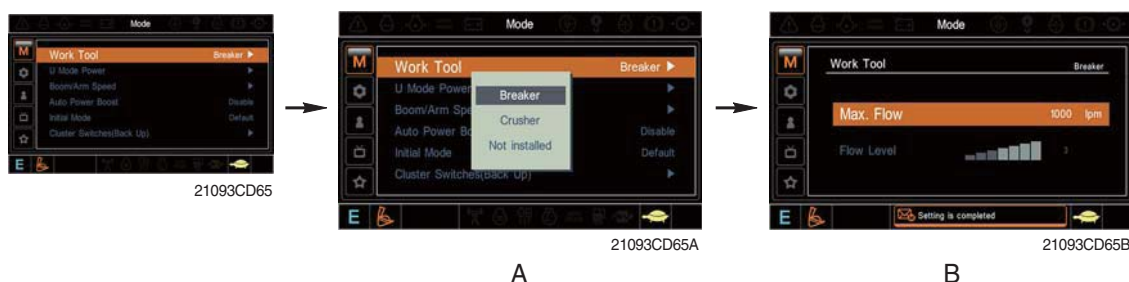 Mode
M
Work Tool Breaker
U Mode Power
Boom/Arm Speed
Auto Power Boost Disable
Initial Mode Default
Cluster Switches(Back Up)
E
21093CD65
Mode
M
Work Tool Breaker
U Mode Power
Boom/Arm Spe
Auto Power Bo Disable
Initial Mode Default
Cluster Switches(Back Up)
Breaker
Crusher
Not installed
E
21093CD65A
A
Mode
M
Work Tool Breaker
Max. Flow 1000 lpm
Flow Level 3
E
Setting is completed
21093CD65B
B